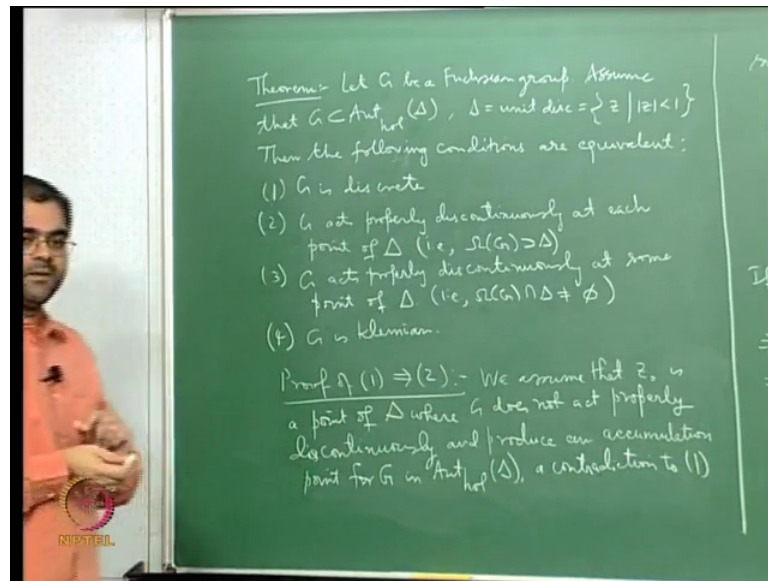 Theorem:- Let G be a Fuchsian group. Assume
that G ⊂ Aut_hol(Δ), Δ = unit disc = {z | |z|<1}
Then the following conditions are equivalent:
(1) G is discrete
(2) G acts properly discontinuously at each
point of Δ (i.e, Ω(G) ⊃ Δ)
(3) G acts properly discontinuously at some
point of Δ. (i.e, Ω(G) ∩ Δ ≠ ϕ)
(4) G is Kleinian.
Proof of (1) ⇒ (2):- We assume that z₀ is
a point of Δ where G does not act properly
discontinuously and produce an accumulation
point for G in Aut_hol(Δ), a contradiction to (1)
If
⇒
NPTEL